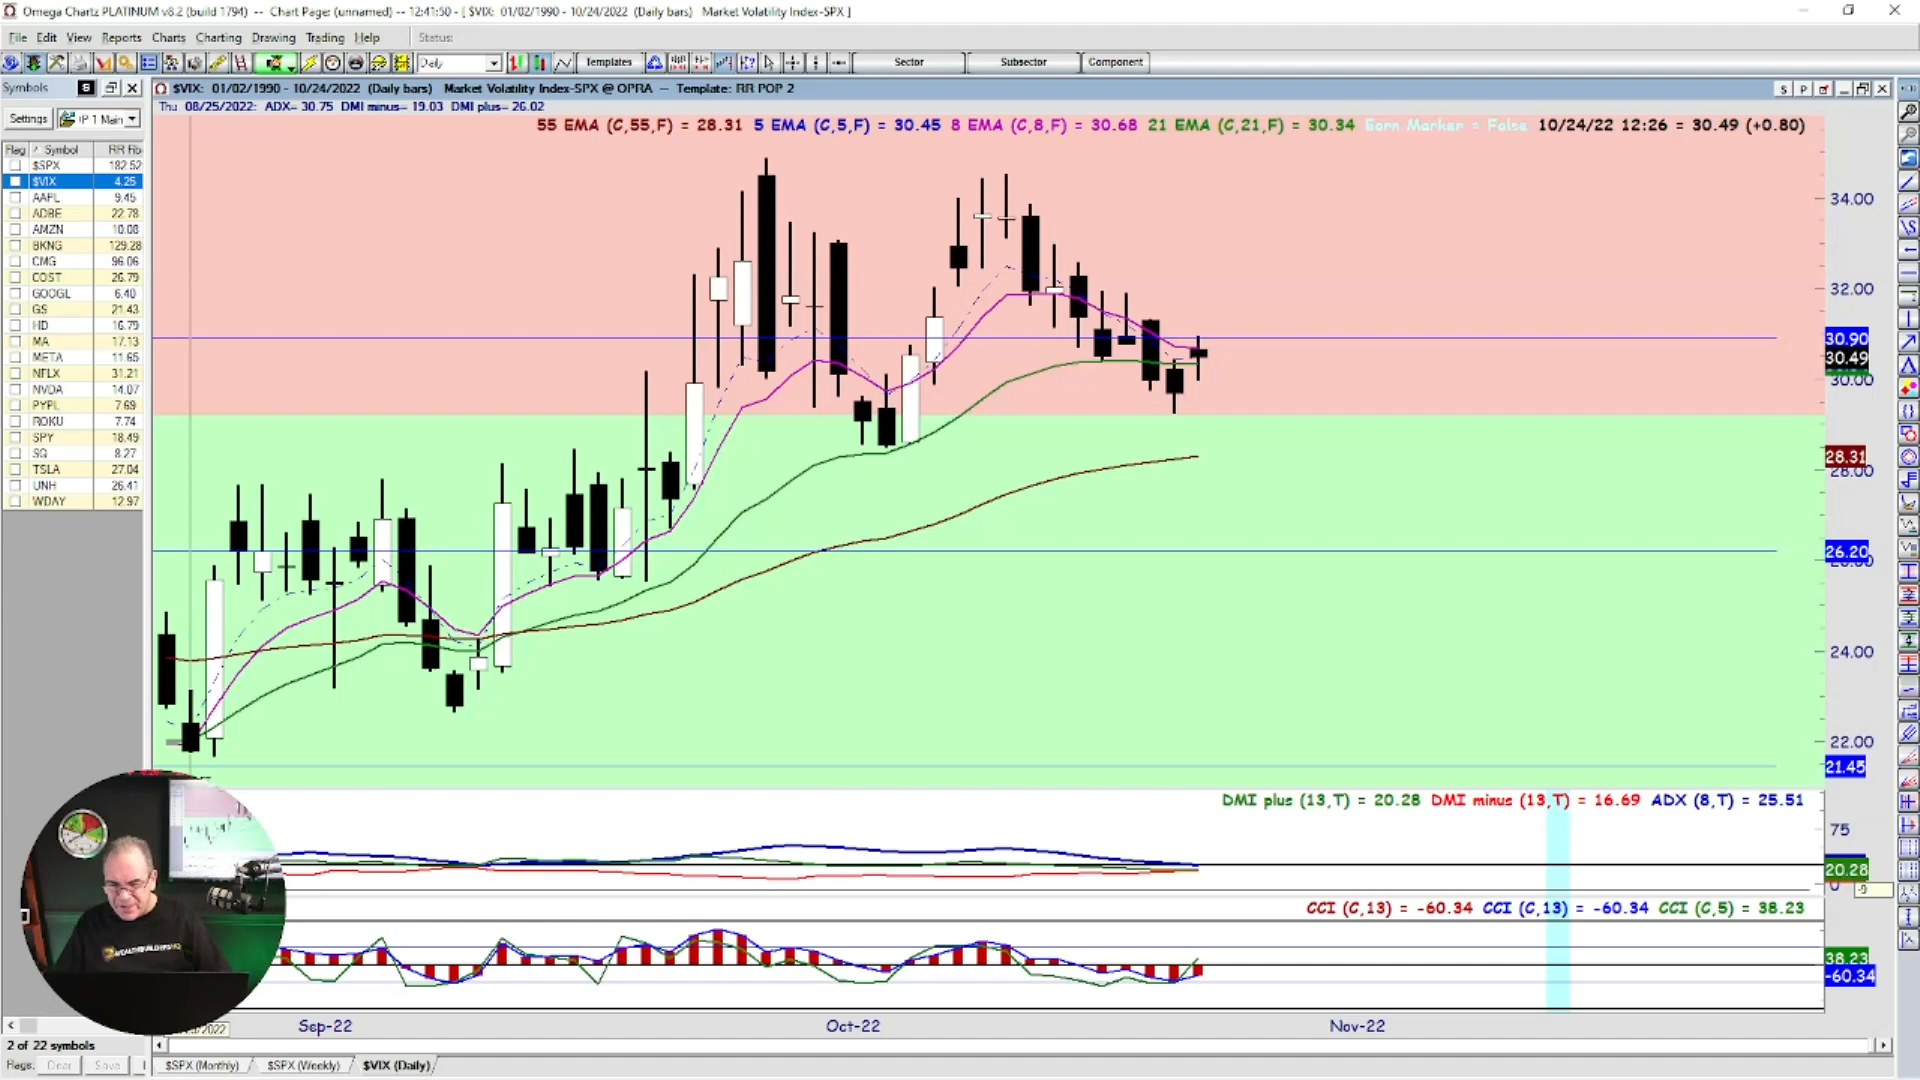 Omega Chartz PLATINUM v8.2 (build 1794) -- Chart Page: (unnamed) -- 12:41:50 - [ $VIX: 01/02/1990 - 10/24/2022 (Daily bars) Market Volatility Index-SPX ]
File Edit View Reports Charts Charting Drawing Trading Help Status:
Daily Templates Sector Subsector Component
Symbols
$VIX: 01/02/1990 - 10/24/2022 (Daily bars) Market Volatility Index-SPX @ OPRA — Template: RR POP 2
S P
Thu 08/25/2022: ADX= 30.75 DMI minus= 19.03 DMI plus= 26.02
Settings IP 1 Main
55 EMA (C,55,F) = 28.31 5 EMA (C,5,F) = 30.45 8 EMA (C,8,F) = 30.68 21 EMA (C,21,F) = 30.34 Earn Marker = False 10/24/22 12:26 = 30.49 (+0.80)
Flag Symbol RR Fib
$SPX 182.52
$VIX 4.25
AAPL 9.45
ADBE 22.78
AMZN 10.08
BKNG 129.28
CMG 96.06
COST 26.79
GOOGL 6.40
GS 21.43
HD 16.79
MA 17.13
META 11.65
NFLX 31.21
NVDA 14.07
PYPL 7.69
ROKU 7.74
SPY 18.49
SQ 8.27
TSLA 27.04
UNH 26.41
WDAY 12.97
34.00
32.00
30.90
30.49
30.00
28.31
28.00
26.20
24.00
22.00
21.45
DMI plus (13,T) = 20.28 DMI minus (13,T) = 16.69 ADX (8,T) = 25.51
75
20.28
0
-9
CCI (C,13) = -60.34 CCI (C,13) = -60.34 CCI (C,5) = 38.23
38.23
-60.34
Sep-22 Oct-22 Nov-22
2 of 22 symbols
Flags: Clear Save
$SPX (Monthly) $SPX (Weekly) $VIX (Daily)